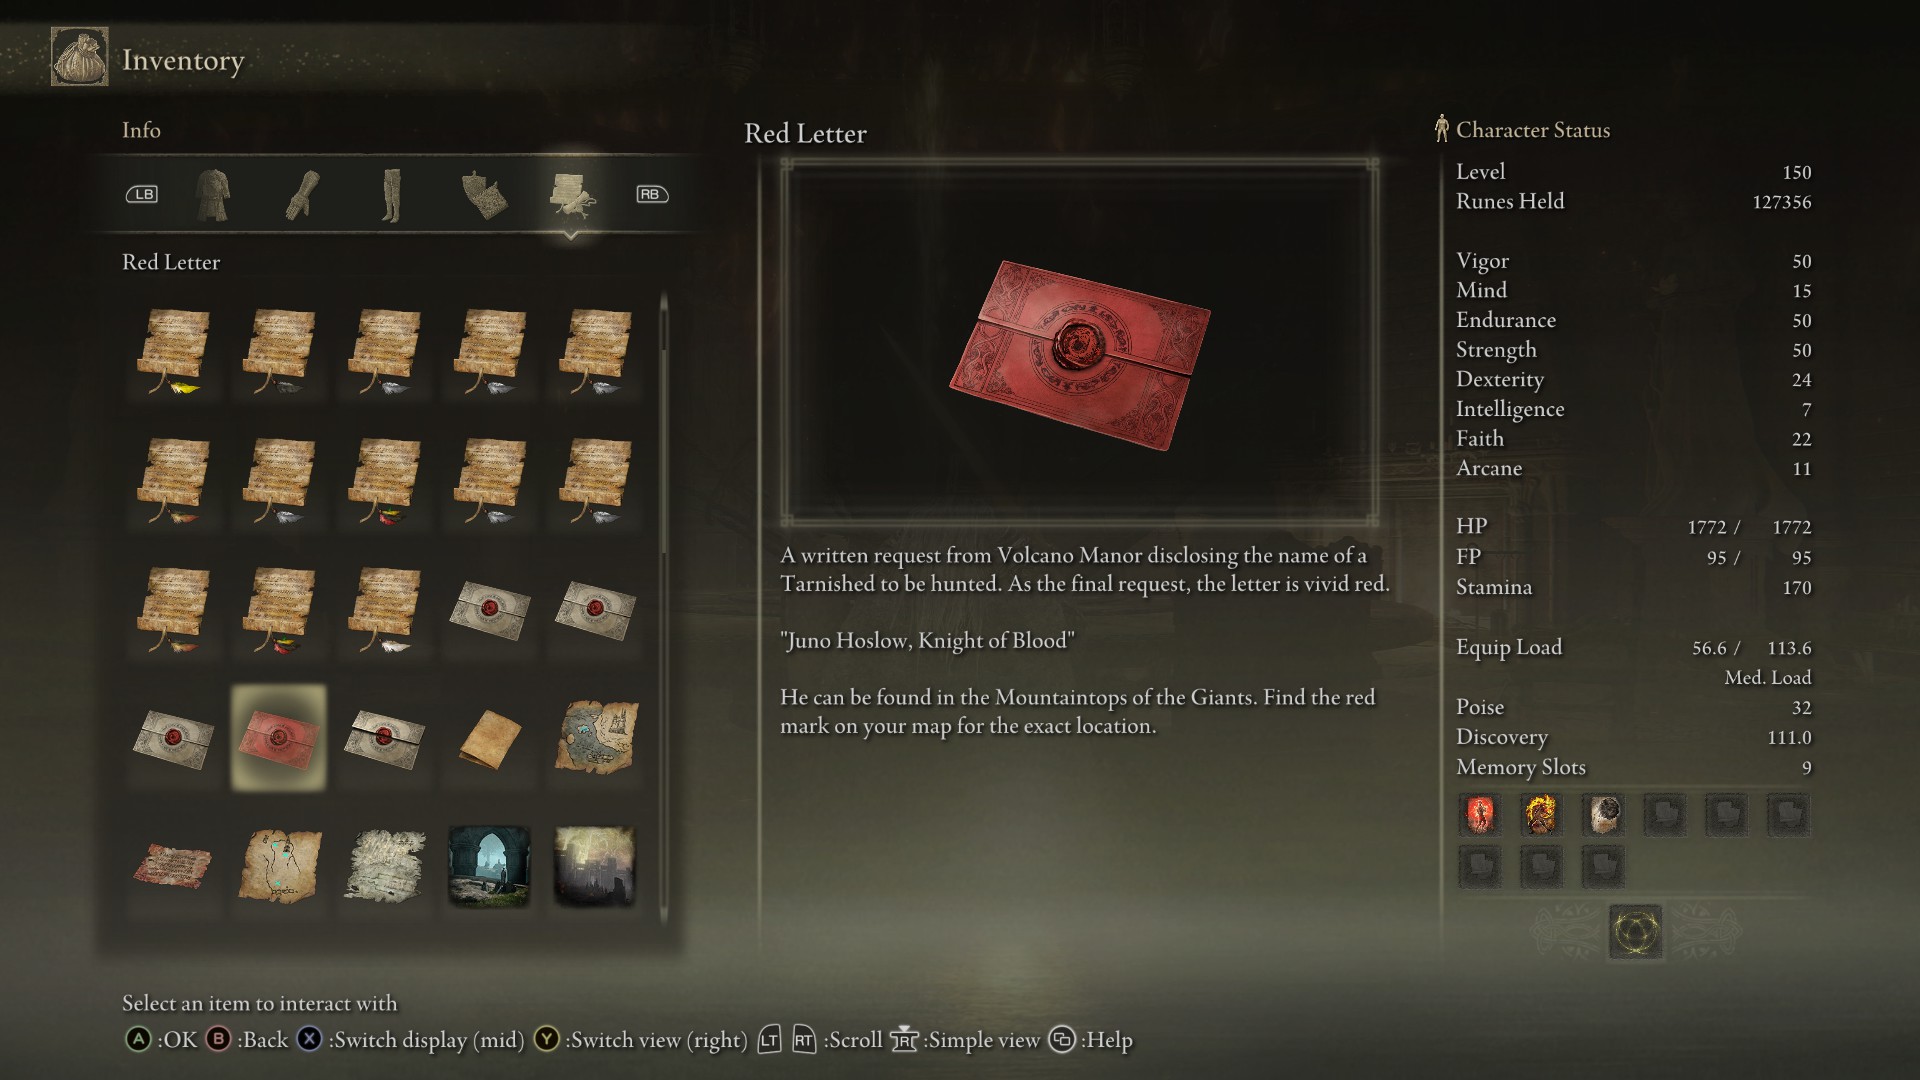 Inventory
Info
LB
RB
Red Letter
Red Letter
A written request from Volcano Manor disclosing the name of a
Tarnished to be hunted. As the final request, the letter is vivid red.
"Juno Hoslow, Knight of Blood"
He can be found in the Mountaintops of the Giants. Find the red
mark on your map for the exact location.
Character Status
Level 150
Runes Held 127356
Vigor 50
Mind 15
Endurance 50
Strength 50
Dexterity 24
Intelligence 7
Faith 22
Arcane 11
HP 1772 / 1772
FP 95 / 95
Stamina 170
Equip Load 56.6 / 113.6
Med. Load
Poise 32
Discovery 111.0
Memory Slots 9
Select an item to interact with
A :OK B :Back X :Switch display (mid) Y :Switch view (right) LT RT :Scroll R :Simple view :Help